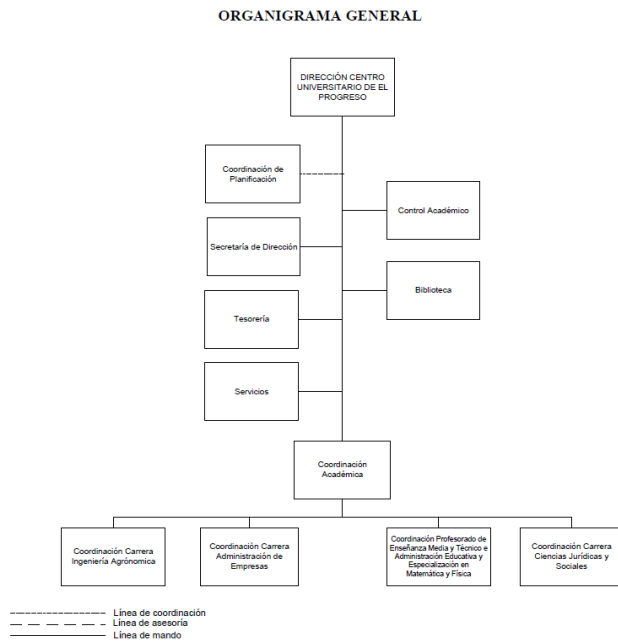 ORGANIGRAMA GENERAL
DIRECCIÓN CENTRO
UNIVERSITARIO DE EL
PROGRESO
Coordinación de
Planificación
Control Académico
Secretaría de Dirección
Biblioteca
Tesorería
Servicios
Coordinación
Académica
Coordinación Carrera
Ingeniería Agrónomica
Coordinación Carrera
Administración de
Empresas
Coordinación Profesorado de
Enseñanza Media y Técnico e
Administración Educativa y
Especialización en
Matemática y Física
Coordinación Carrera
Ciencias Jurídicas y
Sociales
Línea de coordinación
Línea de asesoría
Línea de mando